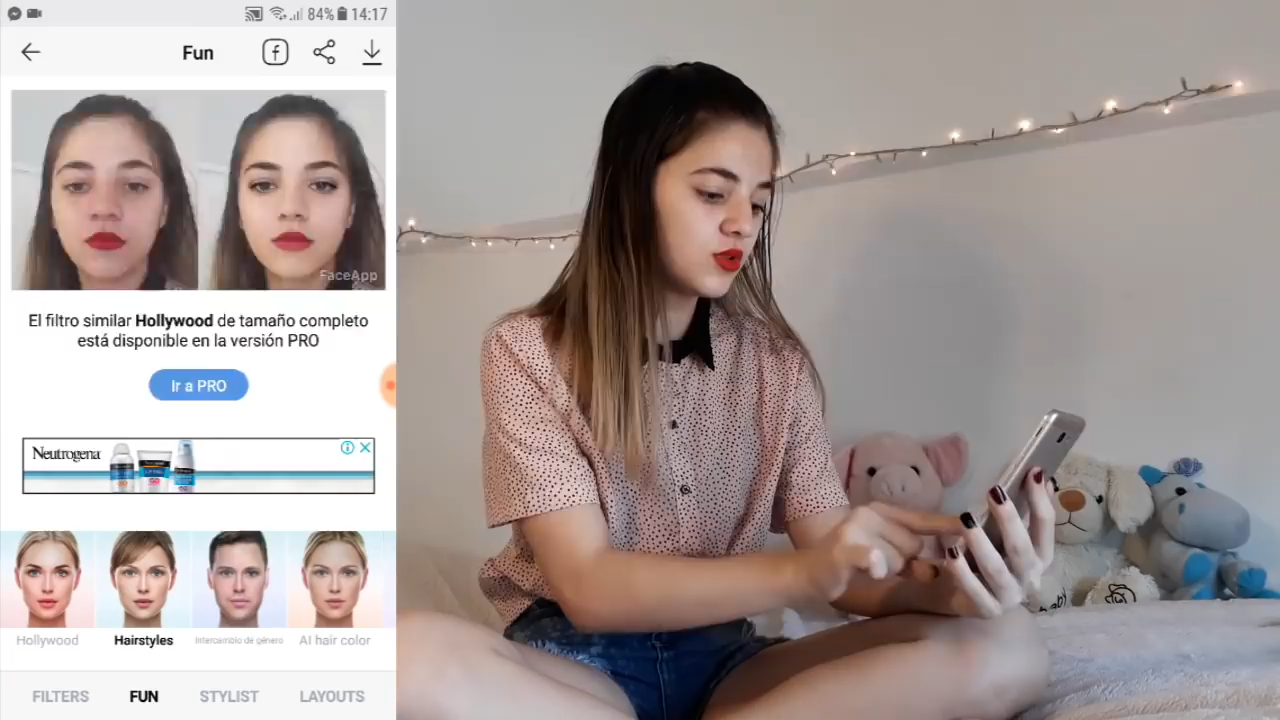 84% 14:17
Fun
FaceApp
El filtro similar Hollywood de tamaño completo
está disponible en la versión PRO
Ir a PRO
Neutrogena
Hollywood
Hairstyles
Intercambio de género
AI hair color
FILTERS
FUN
STYLIST
LAYOUTS